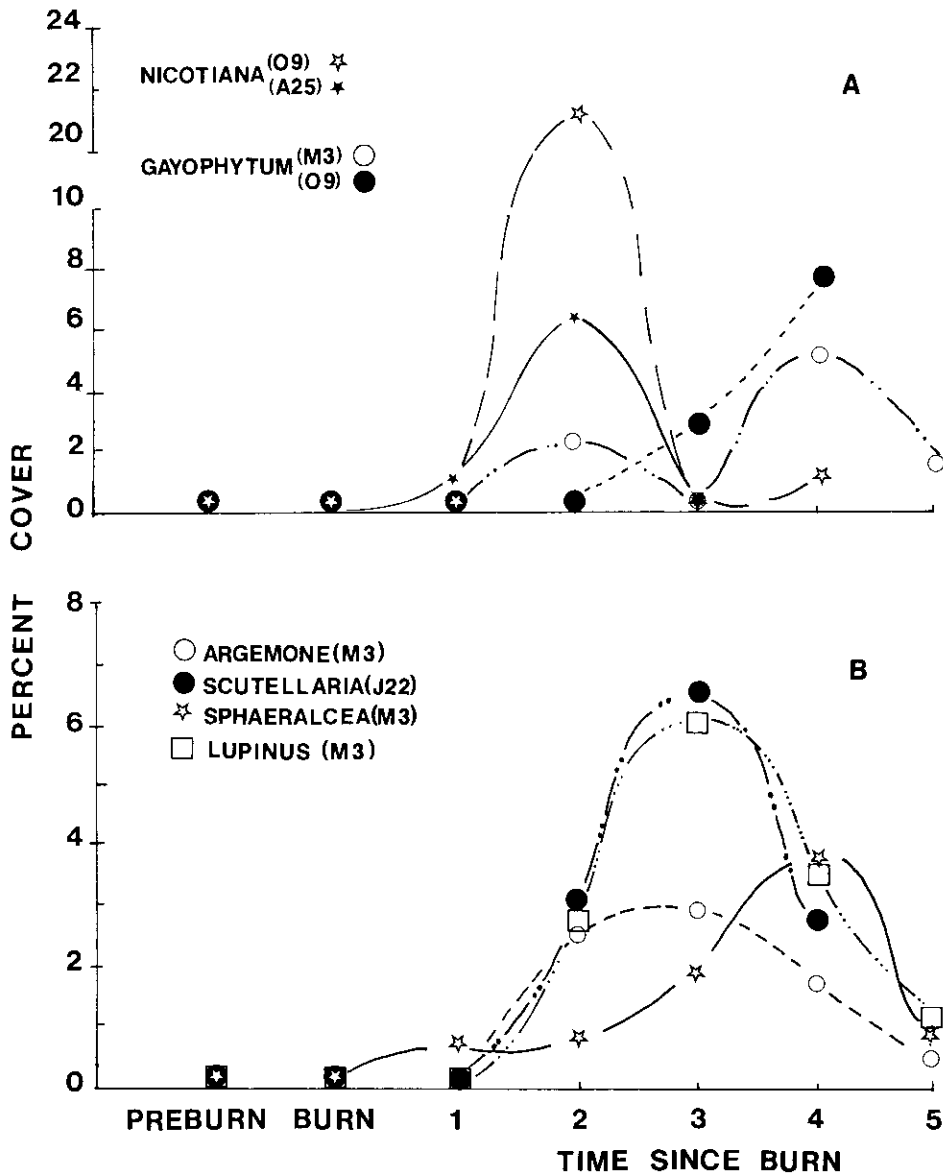 24
22
20
10
8
6
4
2
0
NICOTIANA (O9)
(A25)
GAYOPHYTUM (M3)
(O9)
A
PERCENT COVER
8
6
4
2
0
ARGEMONE(M3)
SCUTELLARIA(J22)
SPHAERALCEA(M3)
LUPINUS (M3)
B
PREBURN BURN 1 2 3 4 5
TIME SINCE BURN